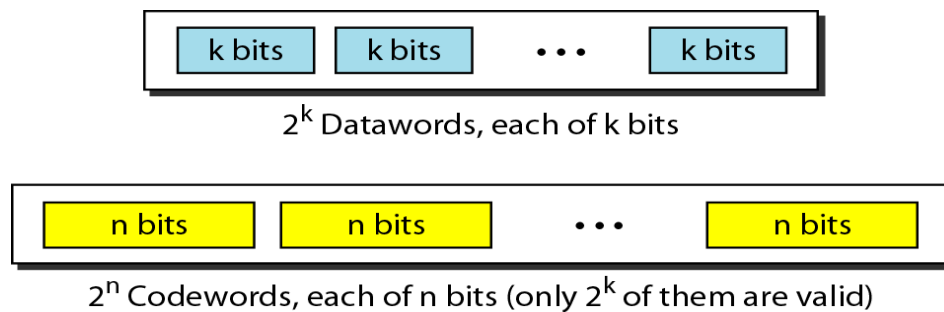 k bits k bits • • • k bits
2^k Datawords, each of k bits
n bits n bits • • • n bits
2^n Codewords, each of n bits (only 2^k of them are valid)